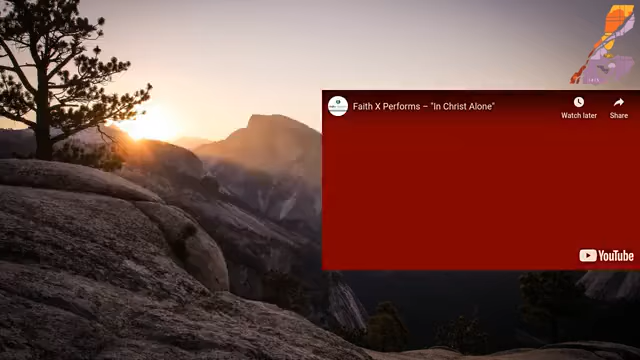 Faith X Performs – "In Christ Alone"
Watch later
Share
YouTube